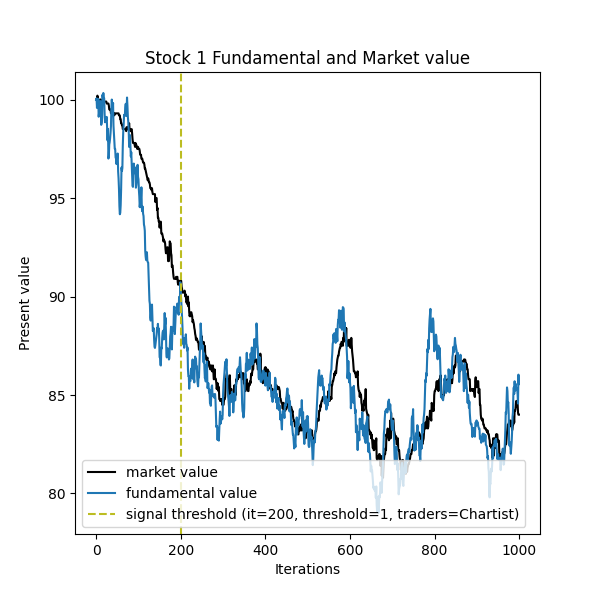 Stock 1 Fundamental and Market value
Present value
100
95
90
85
80
market value
fundamental value
signal threshold (it=200, threshold=1, traders=Chartist)
0 200 400 600 800 1000
Iterations